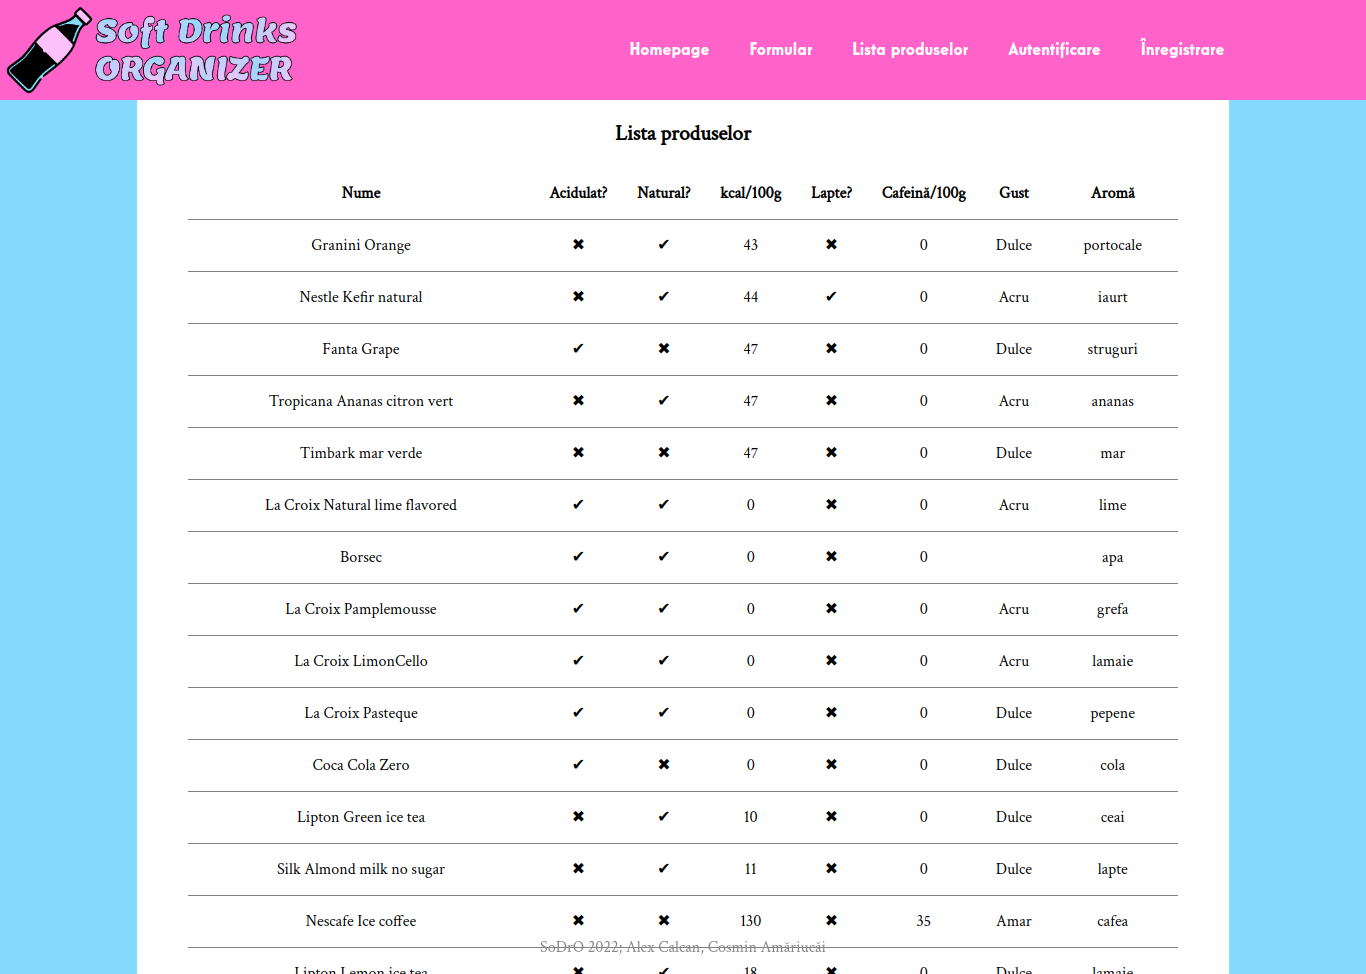 Soft Drinks
ORGANIZER
Homepage Formular Lista produselor Autentificare Înregistrare
Lista produselor
Nume Acidulat? Natural? kcal/100g Lapte? Cafeină/100g Gust Aromă
Granini Orange ✖ ✔ 43 ✖ 0 Dulce portocale
Nestle Kefir natural ✖ ✔ 44 ✔ 0 Acru iaurt
Fanta Grape ✔ ✖ 47 ✖ 0 Dulce struguri
Tropicana Ananas citron vert ✖ ✔ 47 ✖ 0 Acru ananas
Timbark mar verde ✖ ✖ 47 ✖ 0 Dulce mar
La Croix Natural lime flavored ✔ ✔ 0 ✖ 0 Acru lime
Borsec ✔ ✔ 0 ✖ 0 apa
La Croix Pamplemousse ✔ ✔ 0 ✖ 0 Acru grefa
La Croix LimonCello ✔ ✔ 0 ✖ 0 Acru lamaie
La Croix Pasteque ✔ ✔ 0 ✖ 0 Dulce pepene
Coca Cola Zero ✔ ✖ 0 ✖ 0 Dulce cola
Lipton Green ice tea ✖ ✔ 10 ✖ 0 Dulce ceai
Silk Almond milk no sugar ✖ ✔ 11 ✖ 0 Dulce lapte
Nescafe Ice coffee ✖ ✖ 130 ✖ 35 Amar cafea
SoDrO 2022; Alex Calcan, Cosmin Amăriucăi
Lipton Lemon ice tea ✖ ✔ 18 ✖ 0 Dulce lamaie